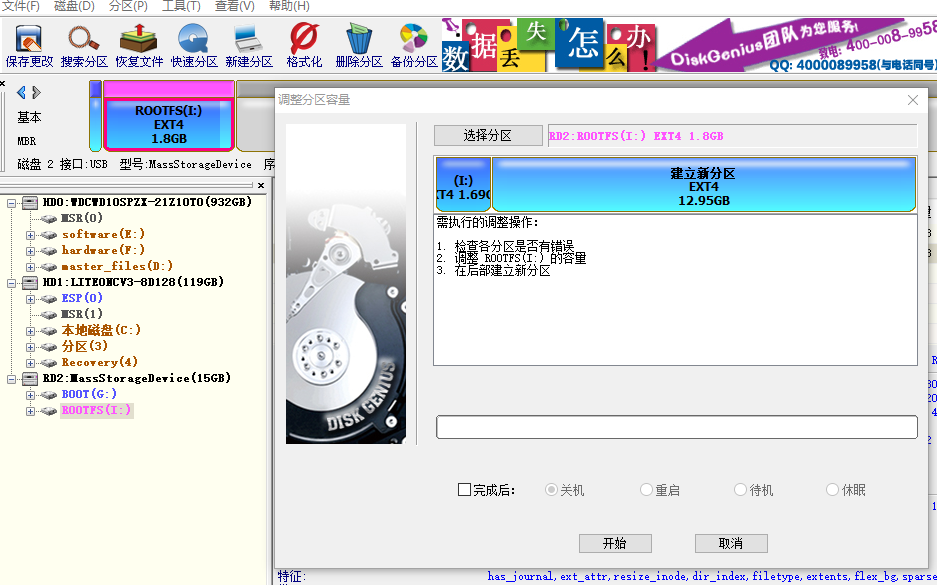 文件(F) 磁盘(D) 分区(P) 工具(T) 查看(V) 帮助(H)
保存更改 搜索分区 恢复文件 快速分区 新建分区 格式化 删除分区 备份分区
数据丢失怎么办!
DiskGenius团队为您服务!
致电: 400-008-9958
QQ: 4000089958(与电话同号)
基本
MBR
ROOTFS(I:)
EXT4
1.8GB
磁盘 2 接口:USB 型号:MassStorageDevice 序
HD0:WDCWD10SPZX-21Z10T0(932GB)
MSR(0)
software(E:)
hardware(F:)
master_files(D:)
HD1:LITEONCV3-8D128(119GB)
ESP(0)
MSR(1)
本地磁盘(C:)
分区(3)
Recovery(4)
RD2:MassStorageDevice(15GB)
BOOT(G:)
ROOTFS(I:)
调整分区容量
选择分区
RD2:ROOTFS(I:) EXT4 1.8GB
(I:)
建立新分区
EXT4
12.95GB
需执行的调整操作:
1. 检查各分区是否有错误
2. 调整 ROOTFS(I:) 的容量
3. 在后部建立新分区
DISK GENIUS
完成后: 关机 重启 待机 休眠
开始 取消
特征: has_journal,ext_attr,resize_inode,dir_index,filetype,extents,flex_bg,sparse